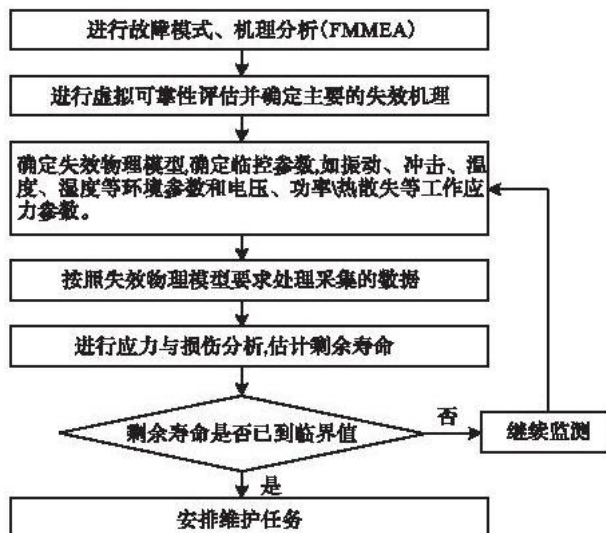 进行故障模式、机理分析(FMMEA)
进行虚拟可靠性评估并确定主要的失效机理
确定失效物理模型,确定临控参数,如振动、冲击、温
度、湿度等环境参数和电压、功率\热散失等工作应
力参数。
按照失效物理模型要求处理采集的数据
进行应力与损伤分析,估计剩余寿命
剩余寿命是否已到临界值
否
继续监测
是
安排维护任务